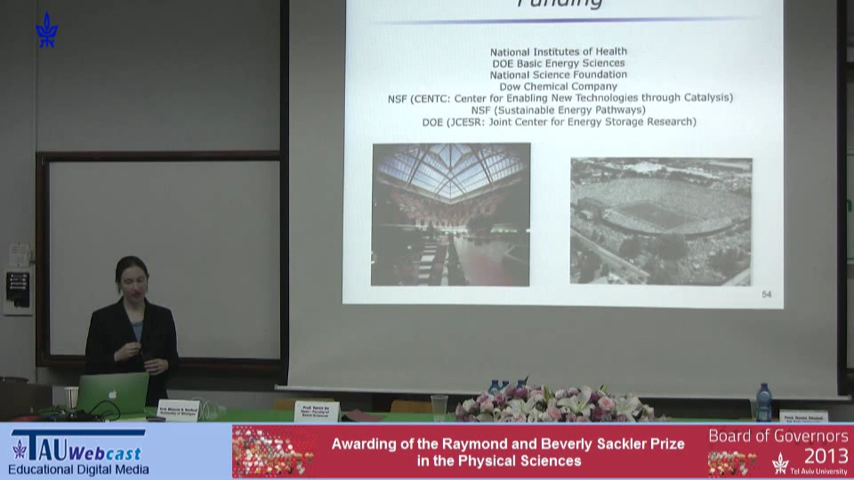 Funding
National Institutes of Health
DOE Basic Energy Sciences
National Science Foundation
Dow Chemical Company
NSF (CENTC: Center for Enabling New Technologies through Catalysis)
NSF (Sustainable Energy Pathways)
DOE (JCESR: Joint Center for Energy Storage Research)
54
University of Michigan
TAU Webcast
Educational Digital Media
Awarding of the Raymond and Beverly Sackler Prize
in the Physical Sciences
Board of Governors
2013
Tel Aviv University